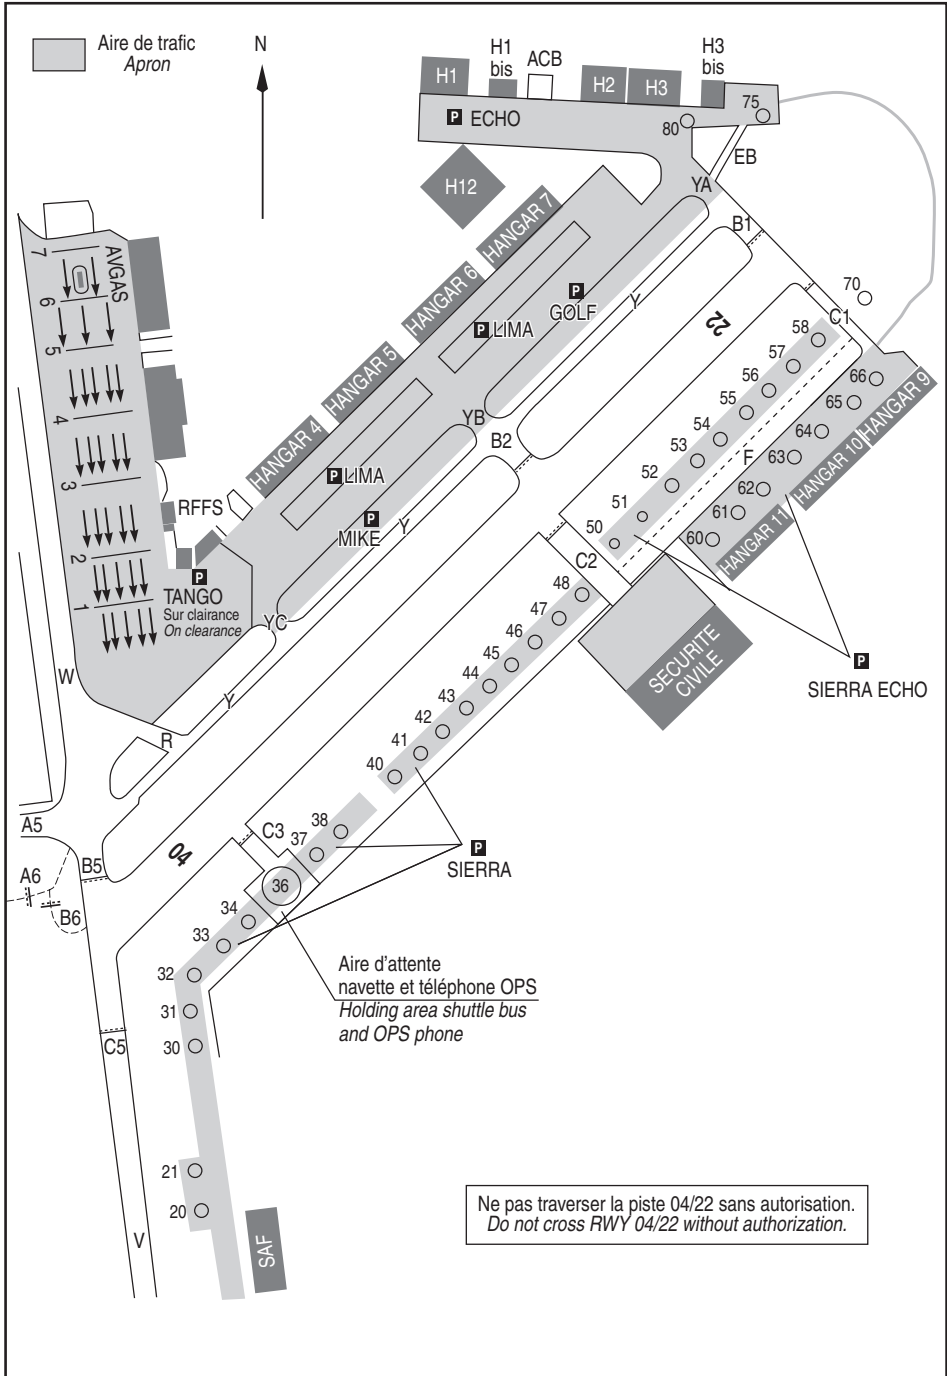 Aire de trafic
Apron
N
H1
H1
bis
ACB
H2
H3
H3
bis
75
80
P ECHO
EB
H12
YA
B1
HANGAR 7
HANGAR 6
HANGAR 5
HANGAR 4
P
GOLF
P LIMA
Y
22
70
C1
58
57
56
55
54
53
52
51
50
66
65
64
63
62
61
60
F
HANGAR 9
HANGAR 10
HANGAR 11
7
AVGAS
6
5
4
3
2
1
YB
B2
P LIMA
P
MIKE
Y
RFFS
P
TANGO
Sur clairance
On clearance
YC
C2
48
47
46
45
44
43
42
41
40
SECURITE
CIVILE
P
SIERRA ECHO
W
Y
R
A5
04
C3
38
37
36
34
33
32
31
30
P
SIERRA
A6
B5
B6
Aire d'attente
navette et téléphone OPS
Holding area shuttle bus
and OPS phone
C5
21
20
V
SAF
Ne pas traverser la piste 04/22 sans autorisation.
Do not cross RWY 04/22 without authorization.